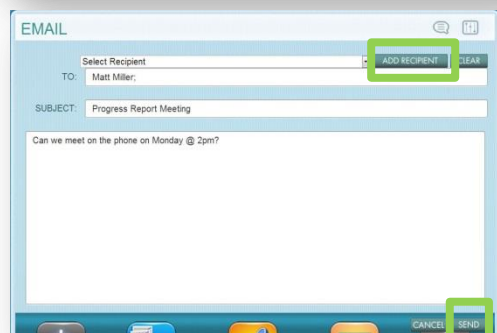 EMAIL
Select Recipient
ADD RECIPIENT CLEAR
TO: Matt Miller;
SUBJECT: Progress Report Meeting
Can we meet on the phone on Monday @ 2pm?
CANCEL SEND